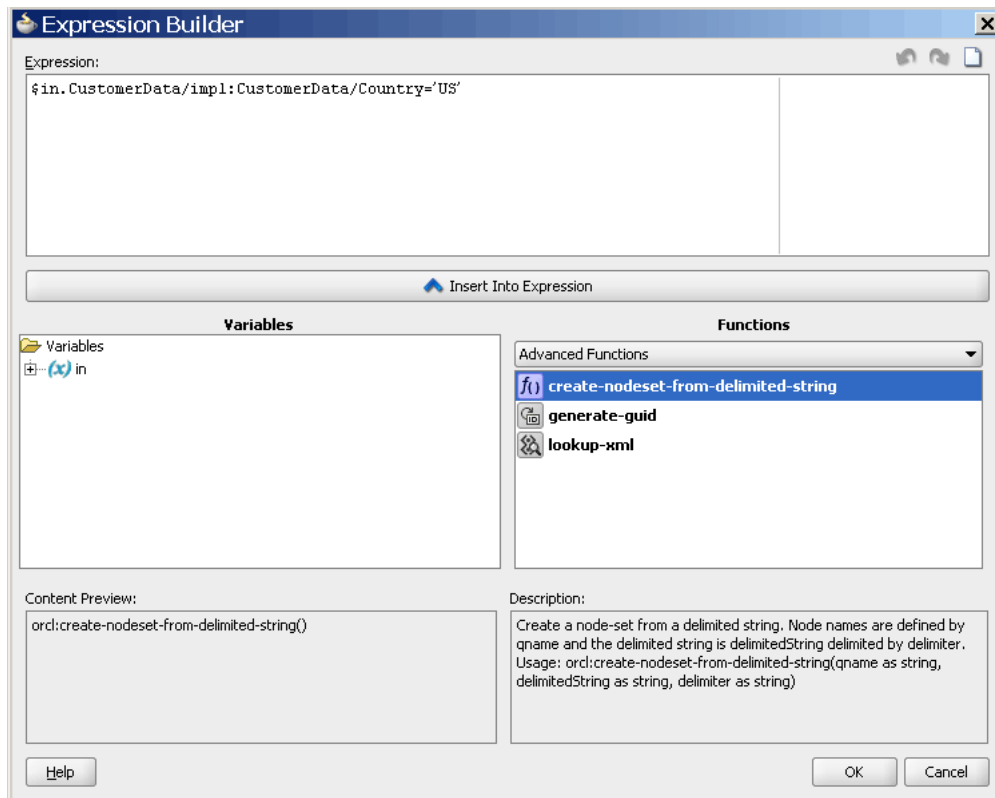 Expression Builder
Expression:
$in.CustomerData/impl:CustomerData/Country='US'
Insert Into Expression
Variables
Functions
Variables
(x) in
Advanced Functions
f() create-nodeset-from-delimited-string
ID generate-guid
lookup-xml
Content Preview:
Description:
orcl:create-nodeset-from-delimited-string()
Create a node-set from a delimited string. Node names are defined by
qname and the delimited string is delimitedString delimited by delimiter.
Usage: orcl:create-nodeset-from-delimited-string(qname as string,
delimitedString as string, delimiter as string)
Help
OK
Cancel